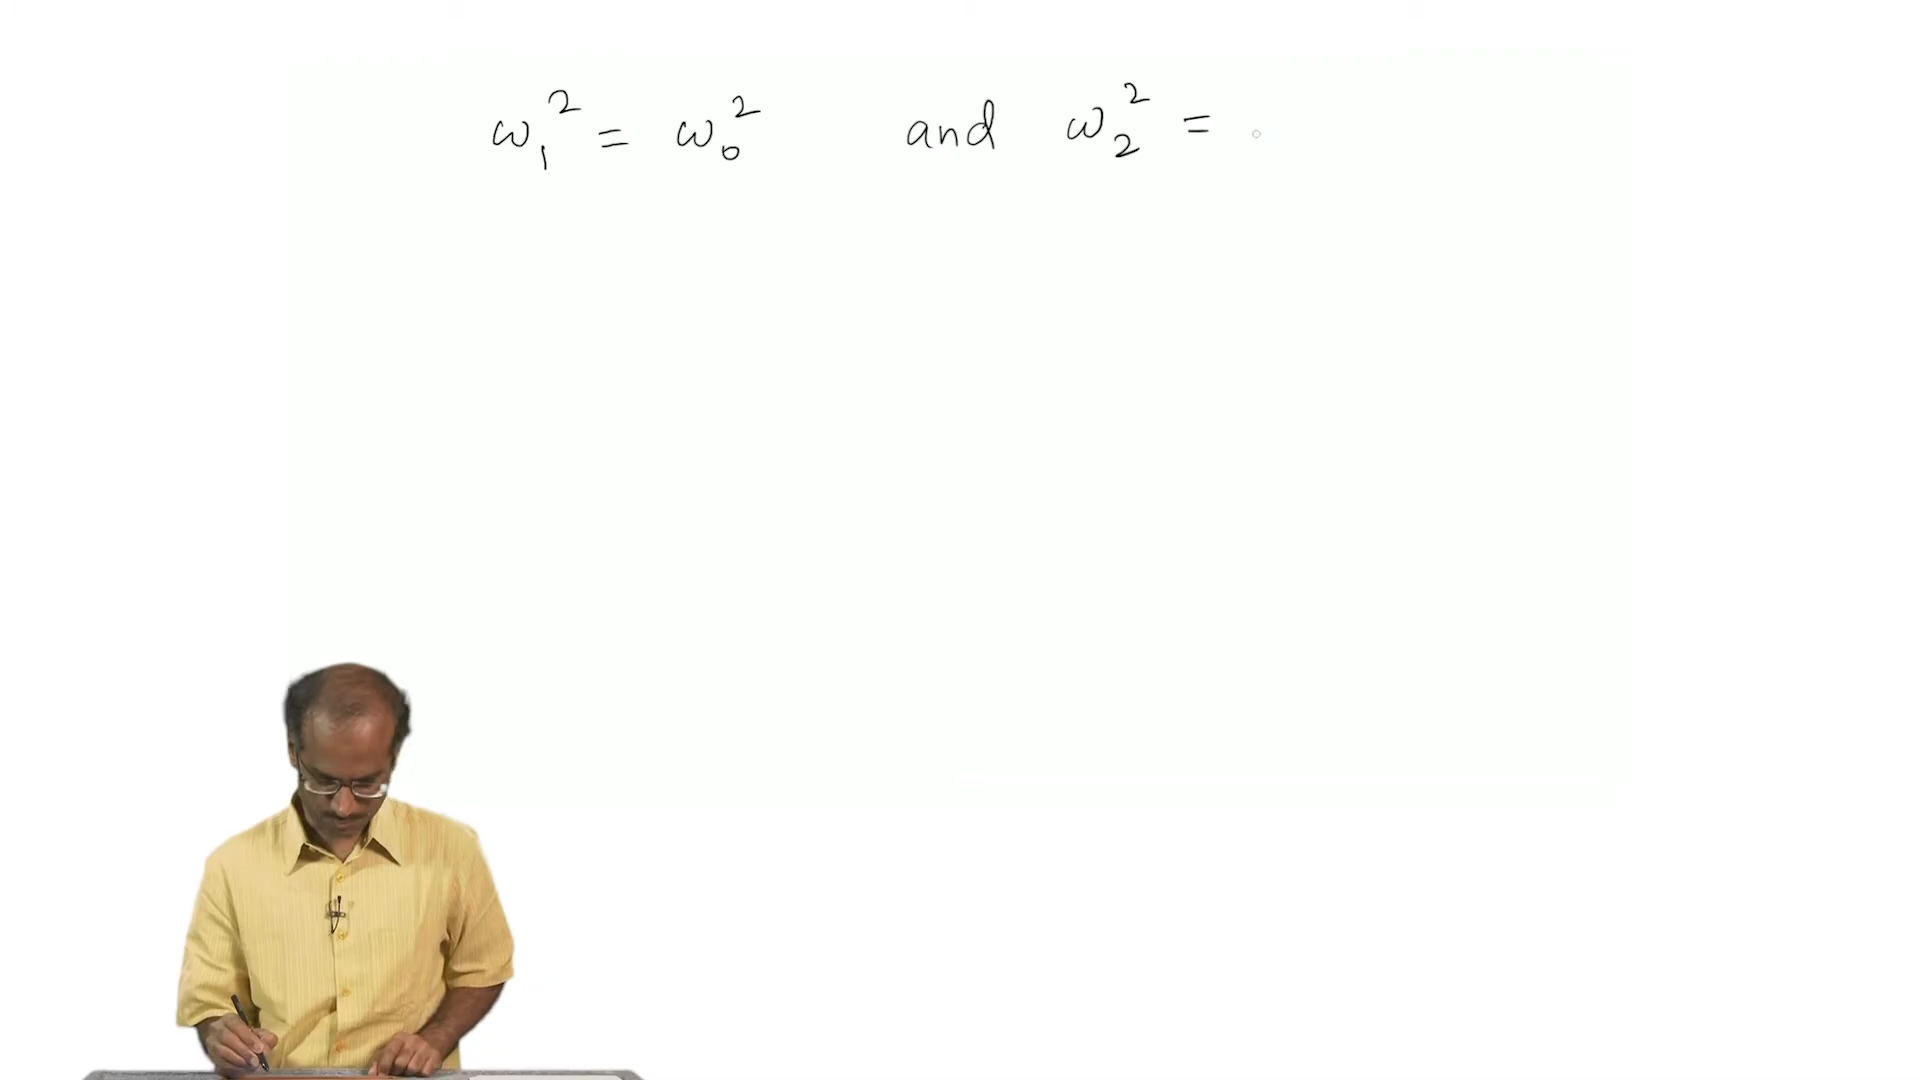 ω₁² = ω₀² and ω₂² =